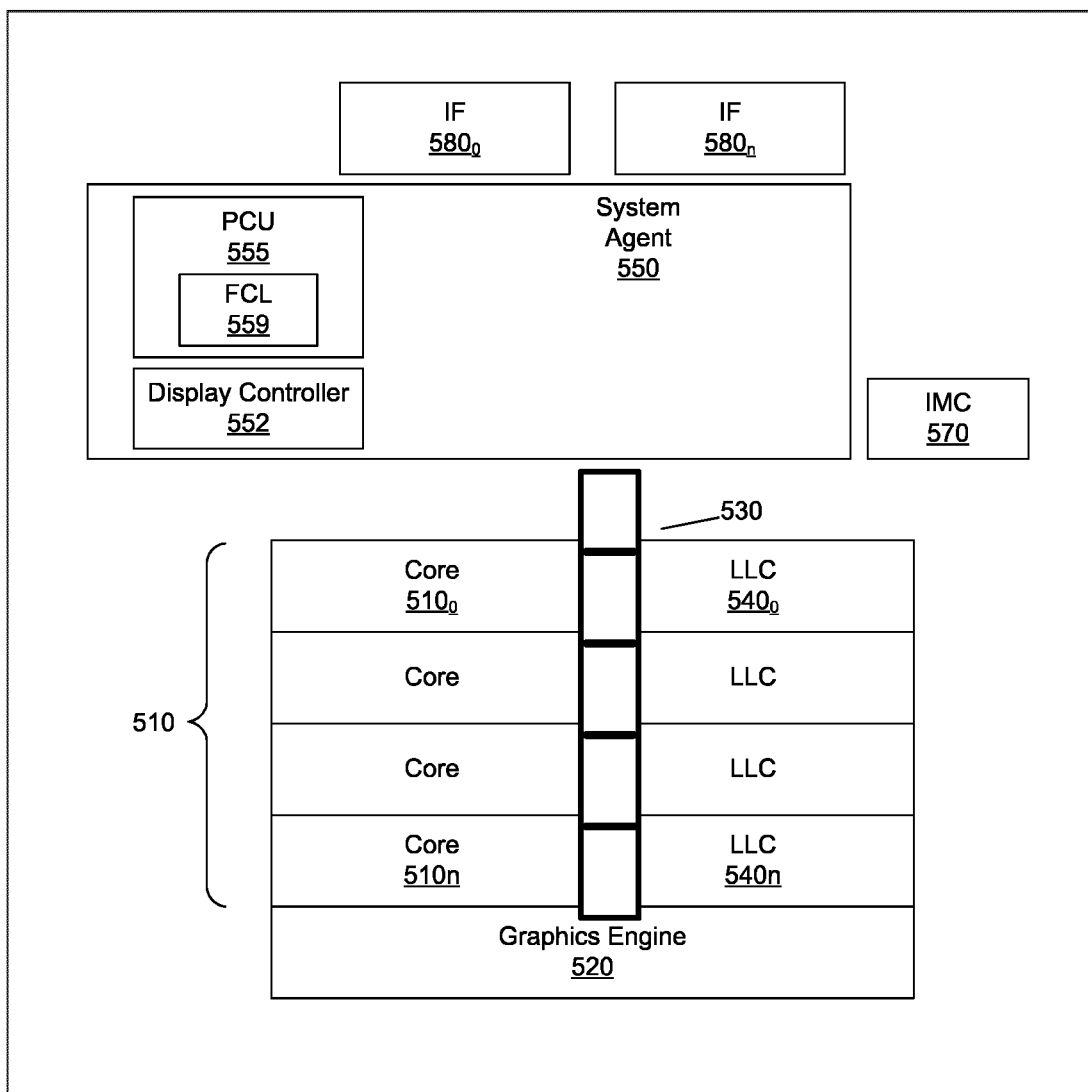 IF
580₀
IF
580ₙ
PCU
555
System
Agent
550
FCL
559
Display Controller
552
IMC
570
530
Core
510₀
LLC
540₀
Core
LLC
510
Core
LLC
Core
510n
LLC
540n
Graphics Engine
520